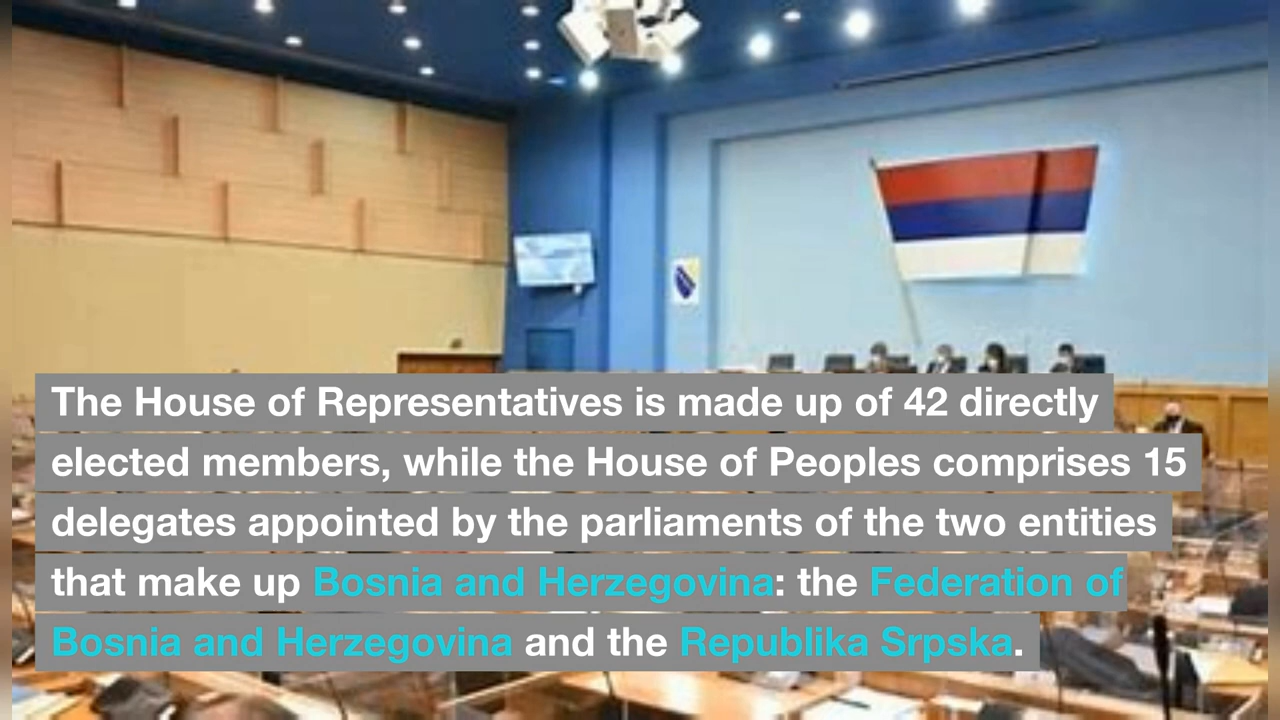 The House of Representatives is made up of 42 directly
elected members, while the House of Peoples comprises 15
delegates appointed by the parliaments of the two entities
that make up Bosnia and Herzegovina: the Federation of
Bosnia and Herzegovina and the Republika Srpska.